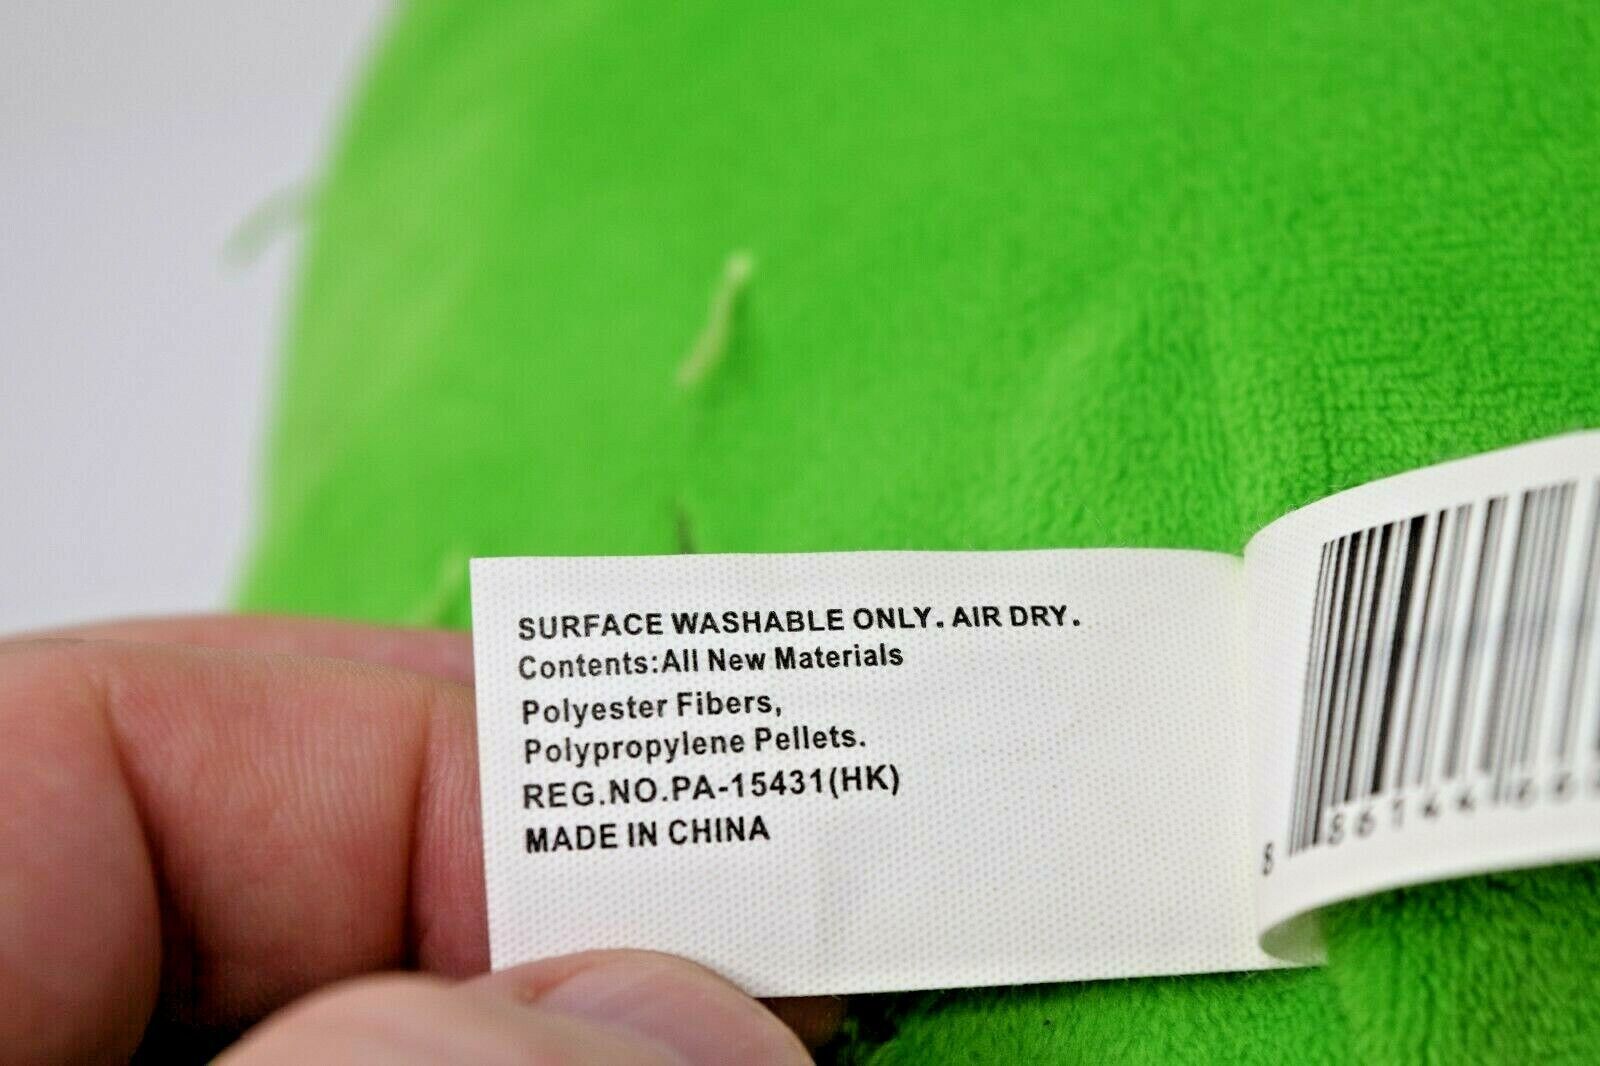 SURFACE WASHABLE ONLY. AIR DRY.
Contents:All New Materials
Polyester Fibers,
Polypropylene Pellets.
REG.NO.PA-15431(HK)
MADE IN CHINA